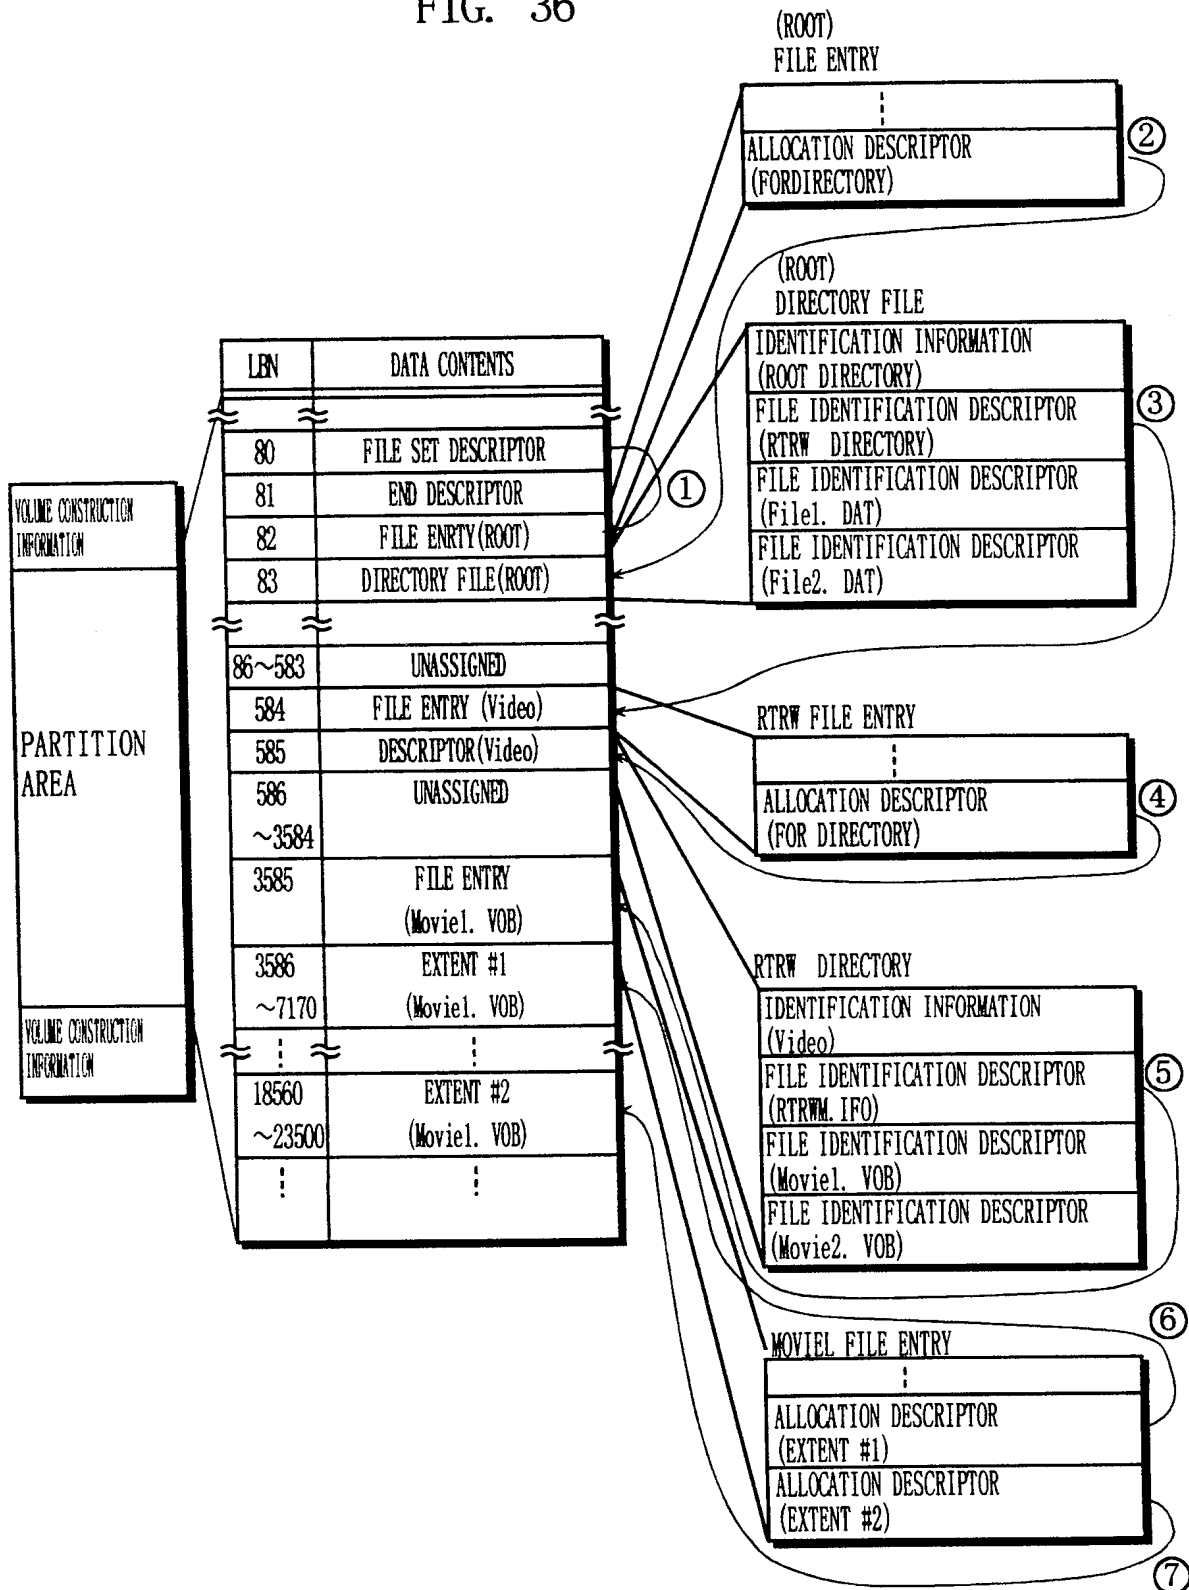 FIG. 36
(ROOT)
FILE ENTRY
ALLOCATION DESCRIPTOR
(FORDIRECTORY)
②
(ROOT)
DIRECTORY FILE
IDENTIFICATION INFORMATION
(ROOT DIRECTORY)
FILE IDENTIFICATION DESCRIPTOR
(RTRW DIRECTORY)
FILE IDENTIFICATION DESCRIPTOR
(File1. DAT)
FILE IDENTIFICATION DESCRIPTOR
(File2. DAT)
③
VOLUME CONSTRUCTION
INFORMATION
PARTITION
AREA
VOLUME CONSTRUCTION
INFORMATION
LBN DATA CONTENTS
80 FILE SET DESCRIPTOR
81 END DESCRIPTOR
①
82 FILE ENRTY(ROOT)
83 DIRECTORY FILE(ROOT)
86~583 UNASSIGNED
584 FILE ENTRY (Video)
585 DESCRIPTOR(Video)
586 UNASSIGNED
~3584
3585 FILE ENTRY
(Movie1. VOB)
3586 EXTENT #1
~7170 (Movie1. VOB)
18560 EXTENT #2
~23500 (Movie1. VOB)
RTRW FILE ENTRY
ALLOCATION DESCRIPTOR
(FOR DIRECTORY)
④
RTRW DIRECTORY
IDENTIFICATION INFORMATION
(Video)
FILE IDENTIFICATION DESCRIPTOR
(RTRWM.IFO)
FILE IDENTIFICATION DESCRIPTOR
(Movie1. VOB)
FILE IDENTIFICATION DESCRIPTOR
(Movie2. VOB)
⑤
⑥
MOVIEL FILE ENTRY
ALLOCATION DESCRIPTOR
(EXTENT #1)
ALLOCATION DESCRIPTOR
(EXTENT #2)
⑦